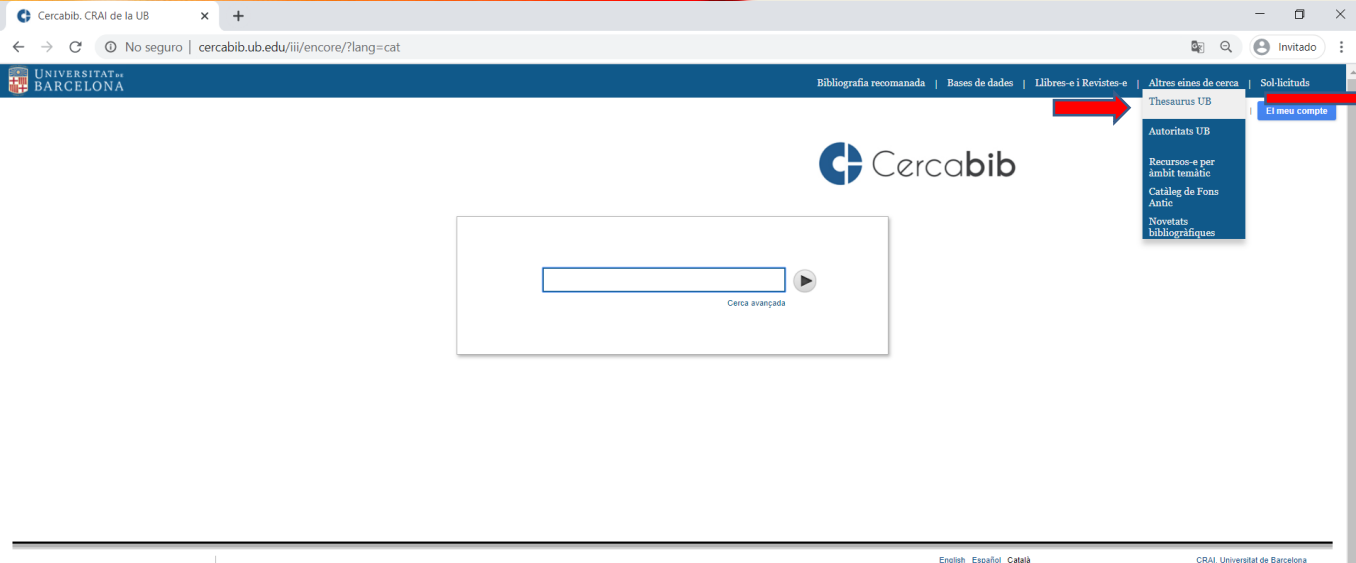 Cercabib. CRAI de la UB
No seguro | cercabib.ub.edu/iii/encore/?lang=cat
Invitado
UNIVERSITAT DE
BARCELONA
Bibliografia recomanada | Bases de dades | Llibres-e i Revistes-e | Altres eines de cerca | Sol·licituds
Thesaurus UB
| El meu compte
Autoritats UB
Recursos-e per
àmbit temàtic
Catàleg de Fons
Antic
Novetats
bibliogràfiques
Cercabib
Cerca avançada
English Español Català
CRAI. Universitat de Barcelona